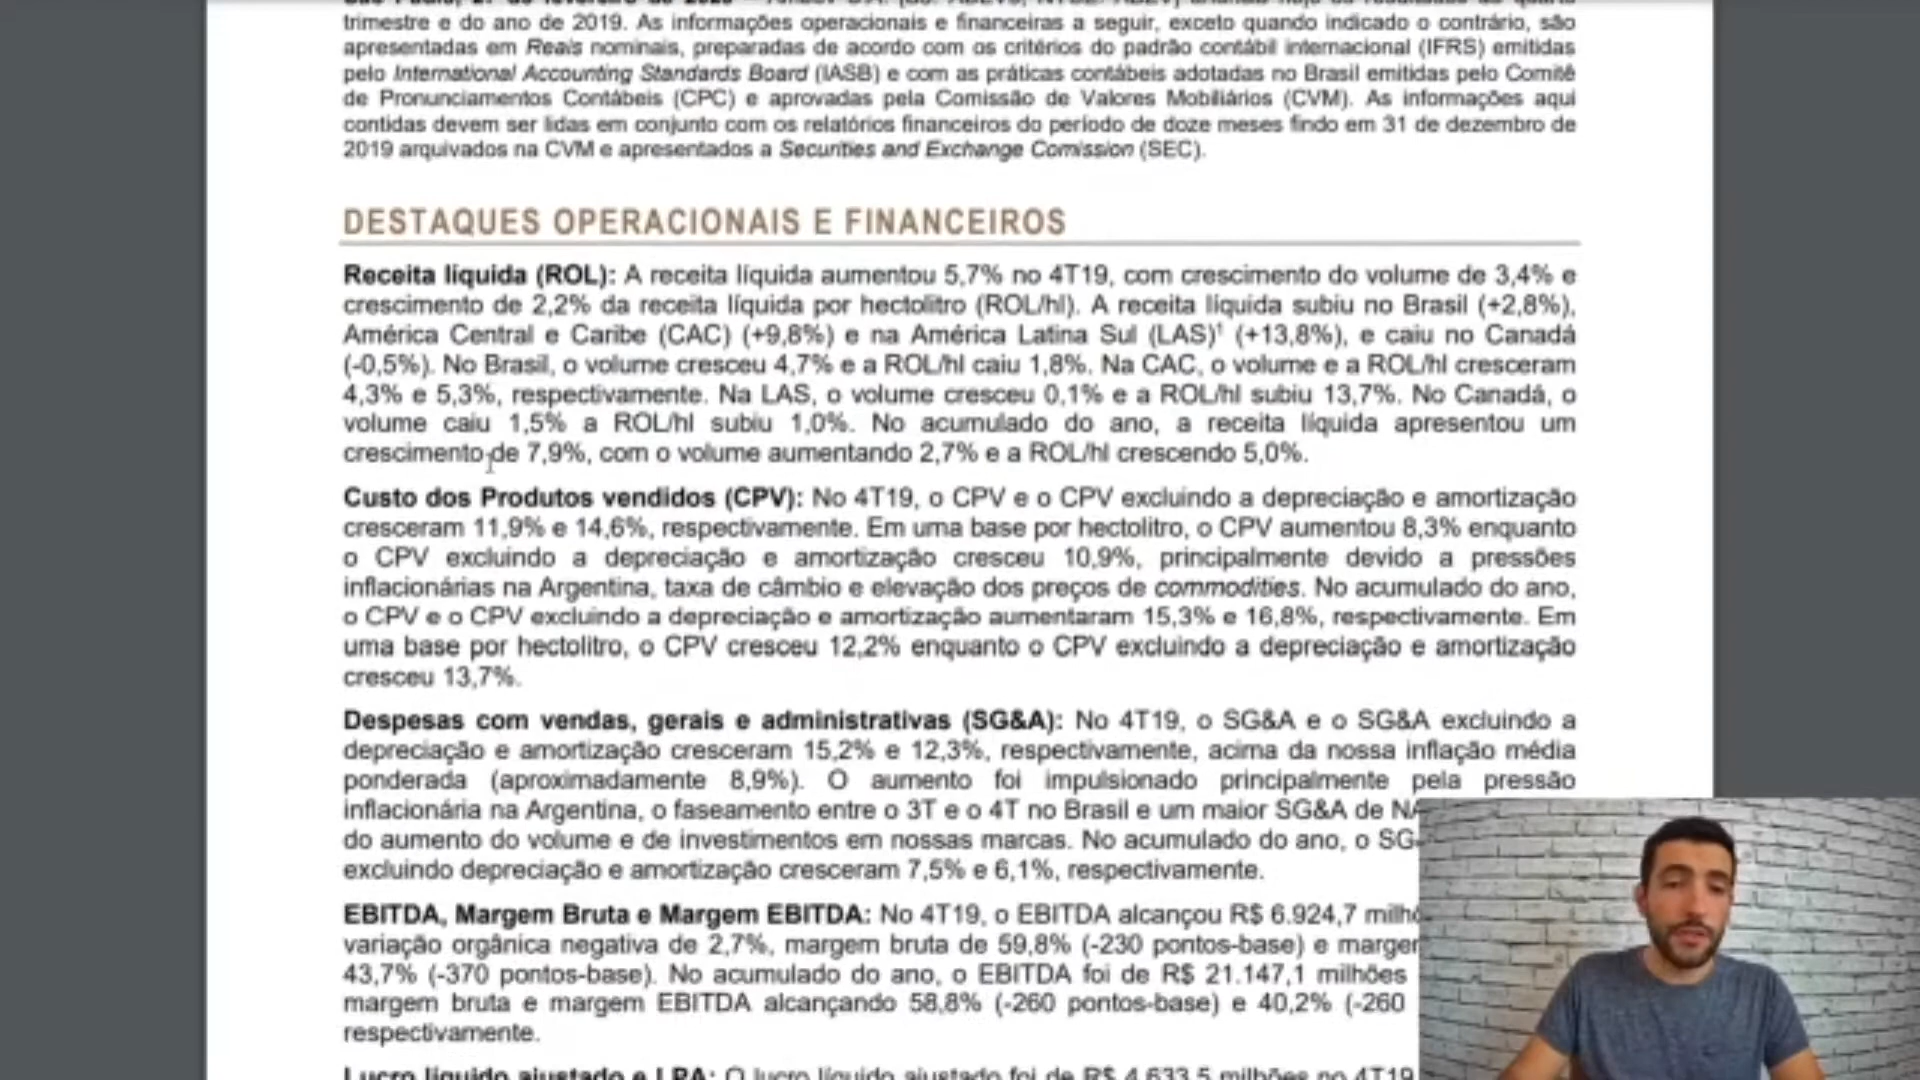 trimestre e do ano de 2019. As informações operacionais e financeiras a seguir, exceto quando indicado o contrário, são
apresentadas em Reais nominais, preparadas de acordo com os critérios do padrão contábil internacional (IFRS) emitidas
pelo International Accounting Standards Board (IASB) e com as práticas contábeis adotadas no Brasil emitidas pelo Comitê
de Pronunciamentos Contábeis (CPC) e aprovadas pela Comissão de Valores Mobiliários (CVM). As informações aqui
contidas devem ser lidas em conjunto com os relatórios financeiros do período de doze meses findo em 31 de dezembro de
2019 arquivados na CVM e apresentados a Securities and Exchange Comission (SEC).
DESTAQUES OPERACIONAIS E FINANCEIROS
Receita líquida (ROL): A receita líquida aumentou 5,7% no 4T19, com crescimento do volume de 3,4% e
crescimento de 2,2% da receita líquida por hectolitro (ROL/hl). A receita líquida subiu no Brasil (+2,8%),
América Central e Caribe (CAC) (+9,8%) e na América Latina Sul (LAS)¹ (+13,8%), e caiu no Canadá
(-0,5%). No Brasil, o volume cresceu 4,7% e a ROL/hl caiu 1,8%. Na CAC, o volume e a ROL/hl cresceram
4,3% e 5,3%, respectivamente. Na LAS, o volume cresceu 0,1% e a ROL/hl subiu 13,7%. No Canadá, o
volume caiu 1,5% a ROL/hl subiu 1,0%. No acumulado do ano, a receita líquida apresentou um
crescimento de 7,9%, com o volume aumentando 2,7% e a ROL/hl crescendo 5,0%.
Custo dos Produtos vendidos (CPV): No 4T19, o CPV e o CPV excluindo a depreciação e amortização
cresceram 11,9% e 14,6%, respectivamente. Em uma base por hectolitro, o CPV aumentou 8,3% enquanto
o CPV excluindo a depreciação e amortização cresceu 10,9%, principalmente devido a pressões
inflacionárias na Argentina, taxa de câmbio e elevação dos preços de commodities. No acumulado do ano,
o CPV e o CPV excluindo a depreciação e amortização aumentaram 15,3% e 16,8%, respectivamente. Em
uma base por hectolitro, o CPV cresceu 12,2% enquanto o CPV excluindo a depreciação e amortização
cresceu 13,7%.
Despesas com vendas, gerais e administrativas (SG&A): No 4T19, o SG&A e o SG&A excluindo a
depreciação e amortização cresceram 15,2% e 12,3%, respectivamente, acima da nossa inflação média
ponderada (aproximadamente 8,9%). O aumento foi impulsionado principalmente pela pressão
inflacionária na Argentina, o faseamento entre o 3T e o 4T no Brasil e um maior SG&A de
do aumento do volume e de investimentos em nossas marcas. No acumulado do ano, o
excluindo depreciação e amortização cresceram 7,5% e 6,1%, respectivamente.
EBITDA, Margem Bruta e Margem EBITDA: No 4T19, o EBITDA alcançou R$ 6.924,7
variação orgânica negativa de 2,7%, margem bruta de 59,8% (-230 pontos-base) e
43,7% (-370 pontos-base). No acumulado do ano, o EBITDA foi de R$ 21.147,1 milhões
margem bruta e margem EBITDA alcançando 58,8% (-260 pontos-base) e 40,2% (-260
respectivamente.
Lucro líquido ajustado e LPA: O lucro líquido ajustado foi de R$ 4.633,5 milhões no 4T19